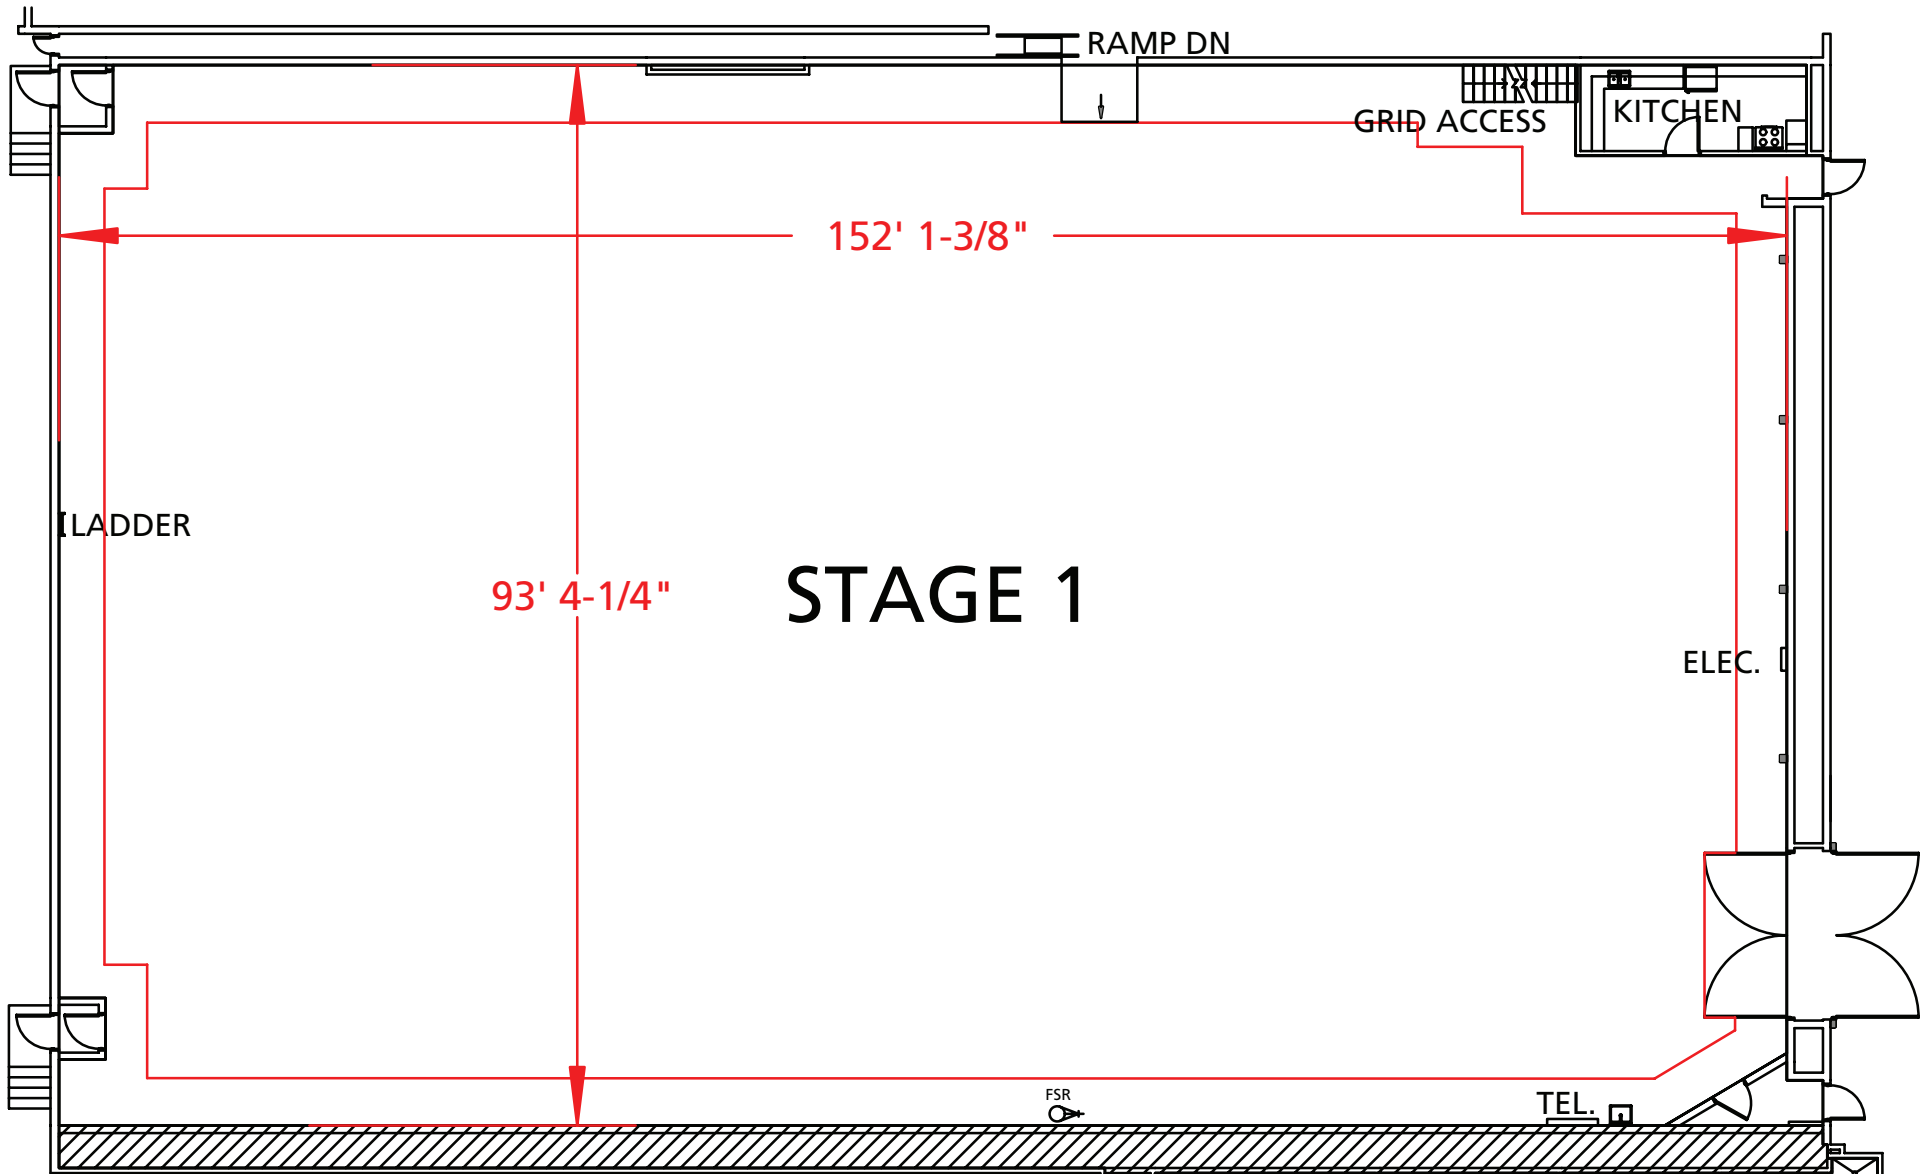 RAMP DN
GRID ACCESS
KITCHEN
152' 1-3/8"
LADDER
93' 4-1/4"
STAGE 1
ELEC.
FSR
TEL.